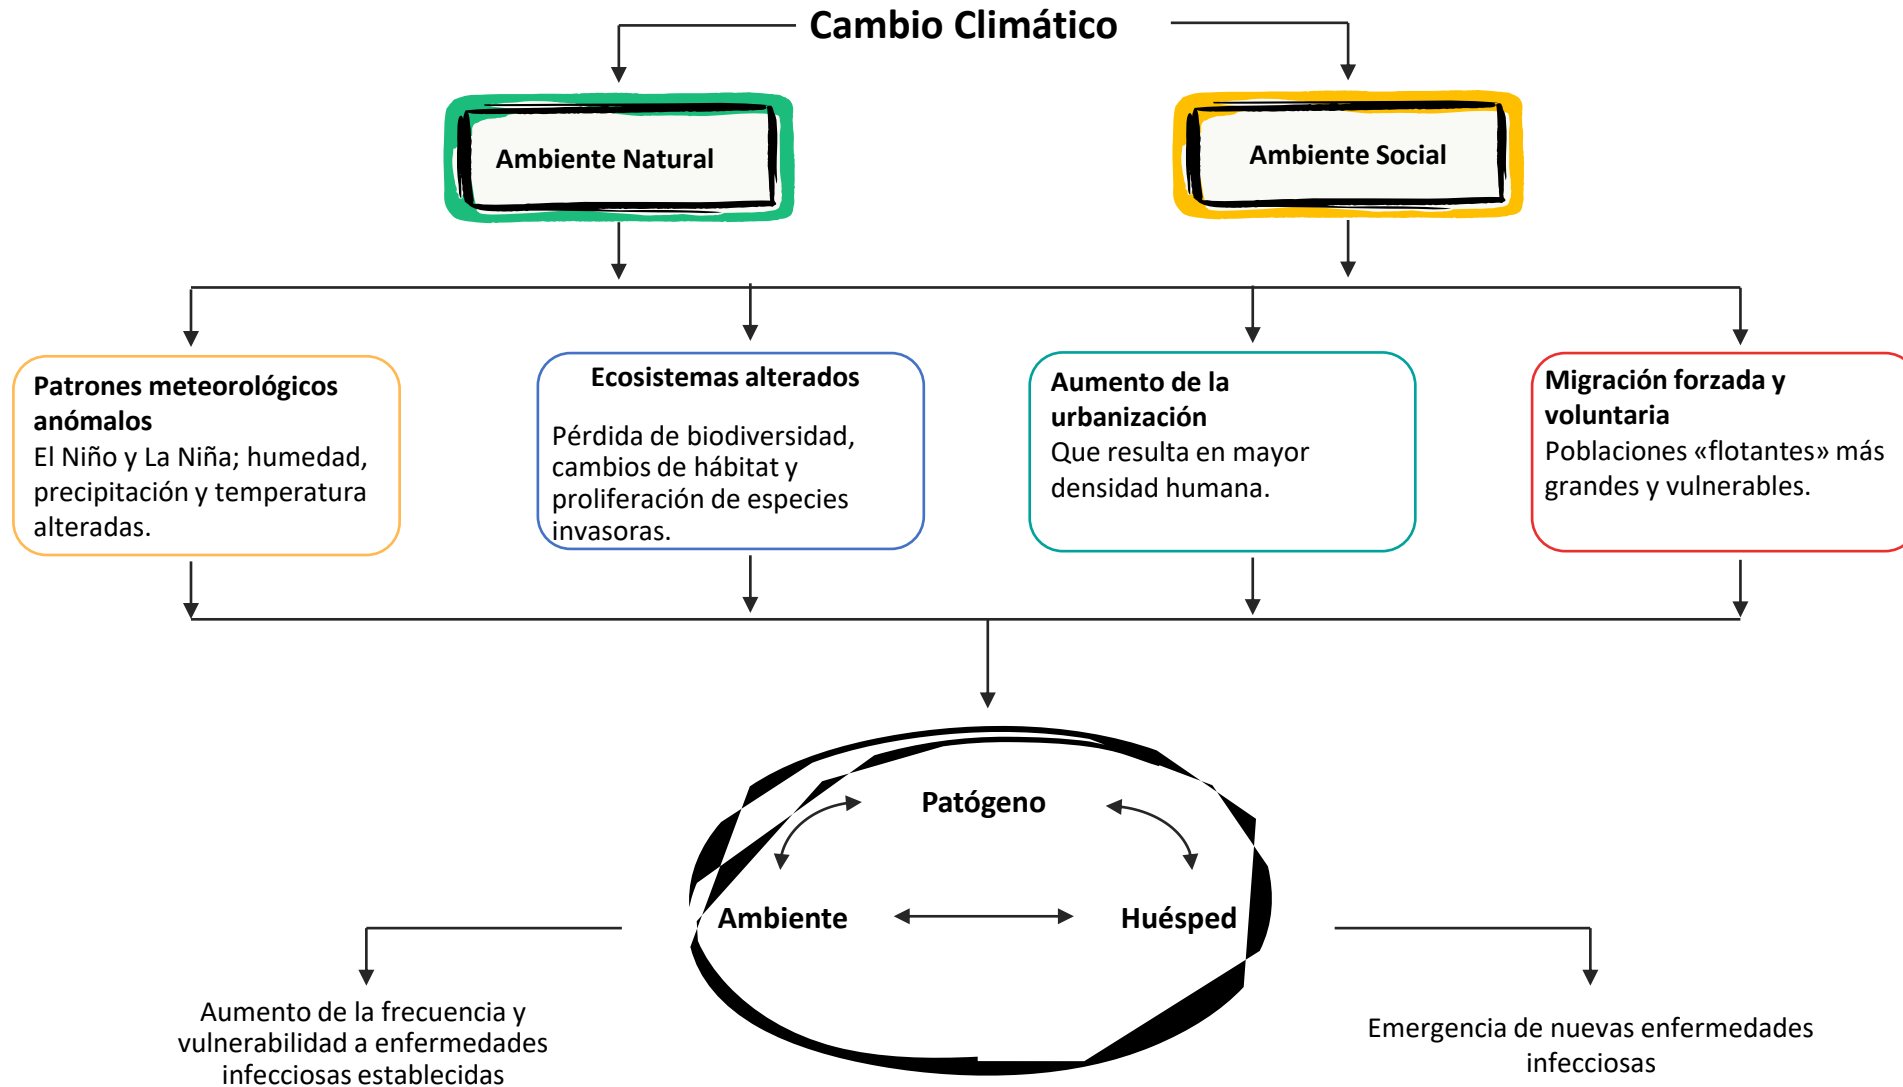 Cambio Climático
Ambiente Natural
Ambiente Social
Patrones meteorológicos
anómalos
El Niño y La Niña; humedad,
precipitación y temperatura
alteradas.
Ecosistemas alterados
Pérdida de biodiversidad,
cambios de hábitat y
proliferación de especies
invasoras.
Aumento de la
urbanización
Que resulta en mayor
densidad humana.
Migración forzada y
voluntaria
Poblaciones «flotantes» más
grandes y vulnerables.
Patógeno
Ambiente
Huésped
Aumento de la frecuencia y
vulnerabilidad a enfermedades
infecciosas establecidas
Emergencia de nuevas enfermedades
infecciosas